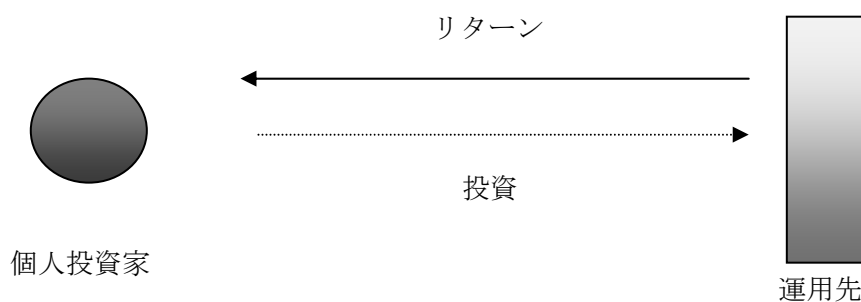 リターン
投資
個人投資家
運用先